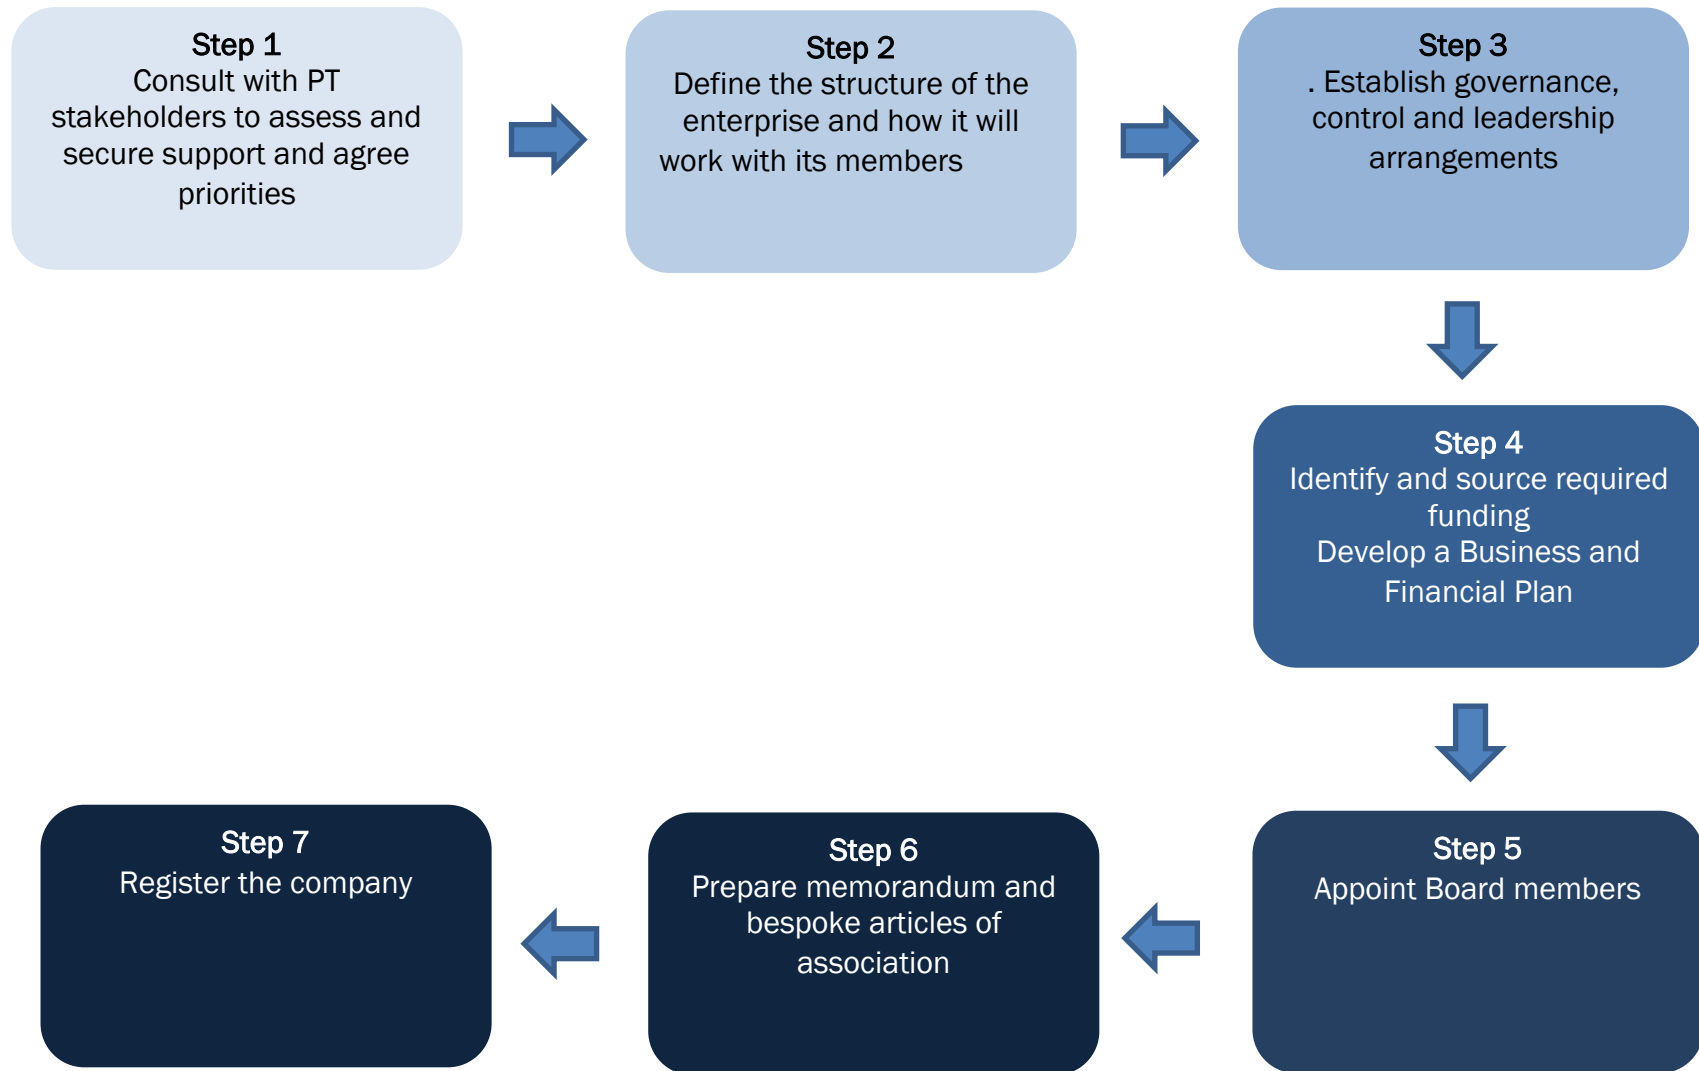 Step 1
Consult with PT
stakeholders to assess and
secure support and agree
priorities
Step 2
Define the structure of the
enterprise and how it will
work with its members
Step 3
. Establish governance,
control and leadership
arrangements
Step 4
Identify and source required
funding
Develop a Business and
Financial Plan
Step 5
Appoint Board members
Step 6
Prepare memorandum and
bespoke articles of
association
Step 7
Register the company